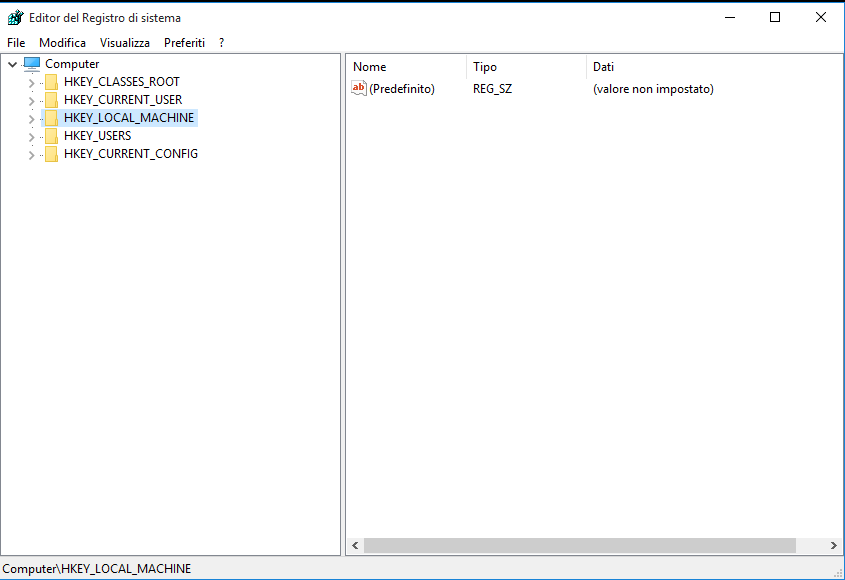 Editor del Registro di sistema
File Modifica Visualizza Preferiti ?
Computer
HKEY_CLASSES_ROOT
HKEY_CURRENT_USER
HKEY_LOCAL_MACHINE
HKEY_USERS
HKEY_CURRENT_CONFIG
Nome Tipo Dati
ab (Predefinito) REG_SZ (valore non impostato)
Computer\HKEY_LOCAL_MACHINE